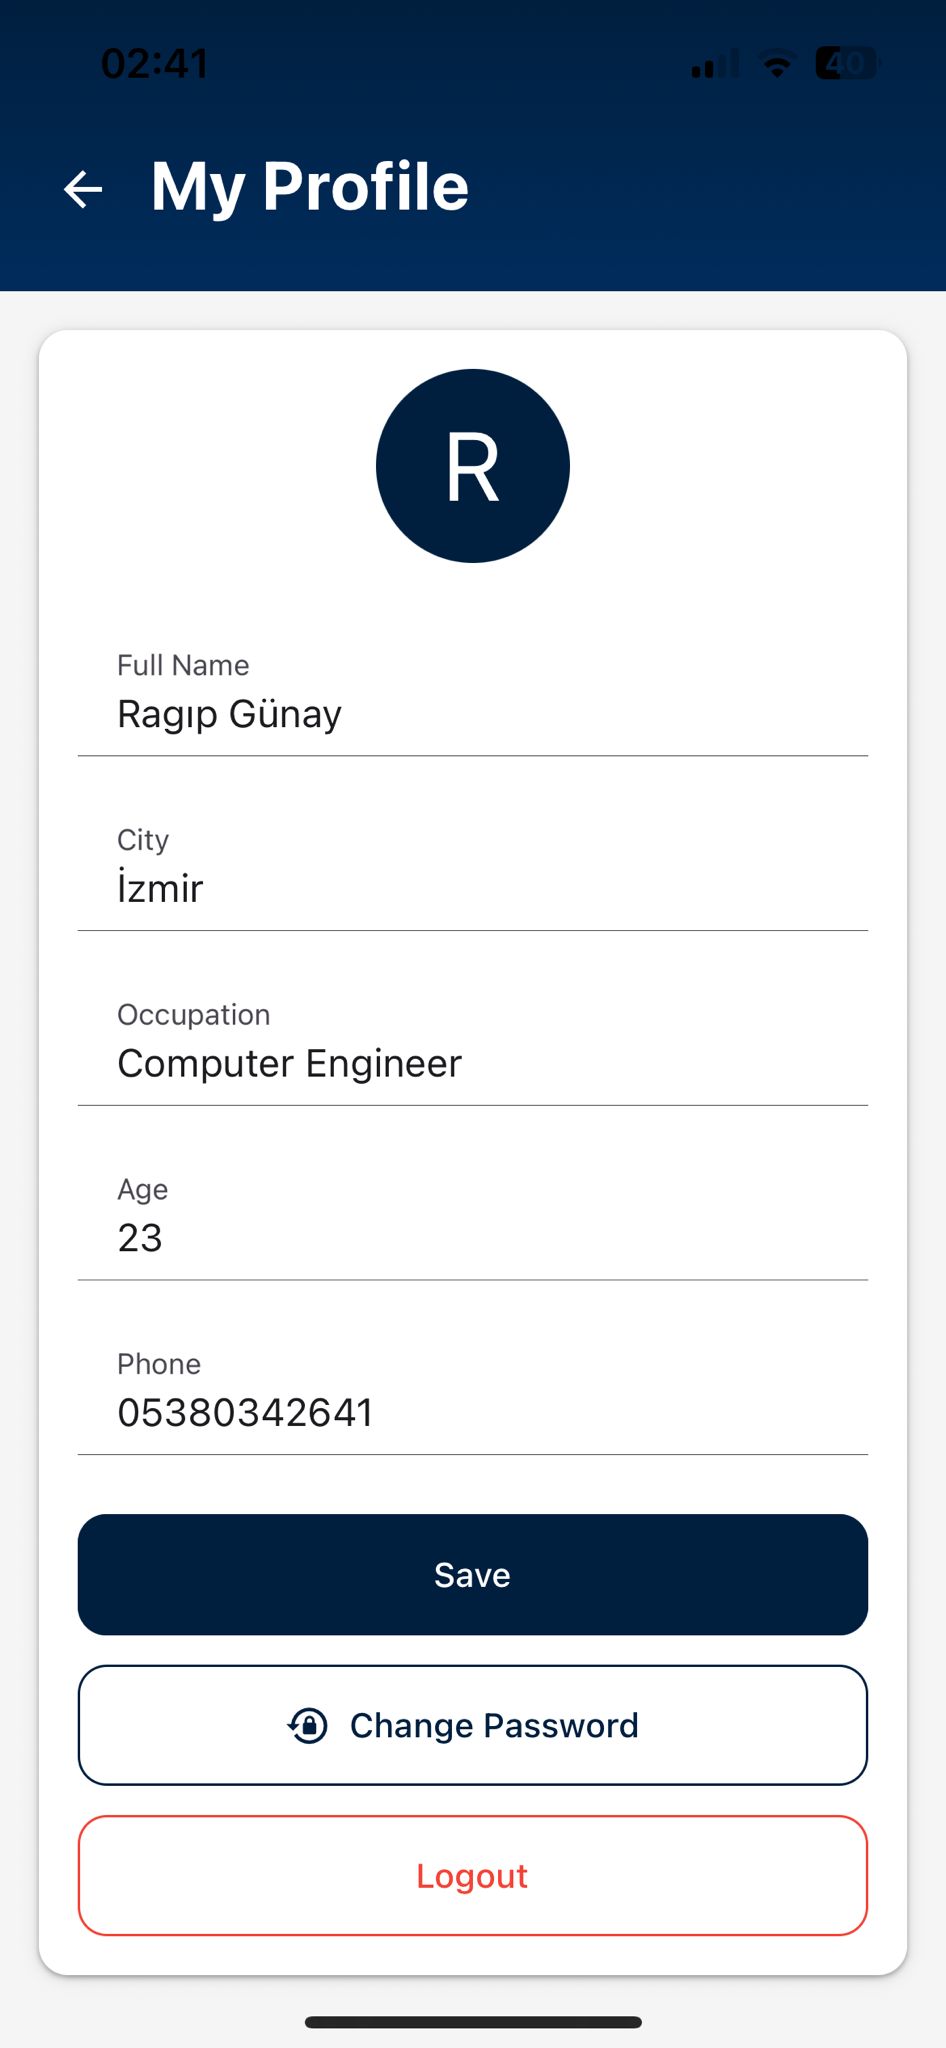 02:41
40
My Profile
R
Full Name
Ragıp Günay
City
İzmir
Occupation
Computer Engineer
Age
23
Phone
05380342641
Save
Change Password
Logout